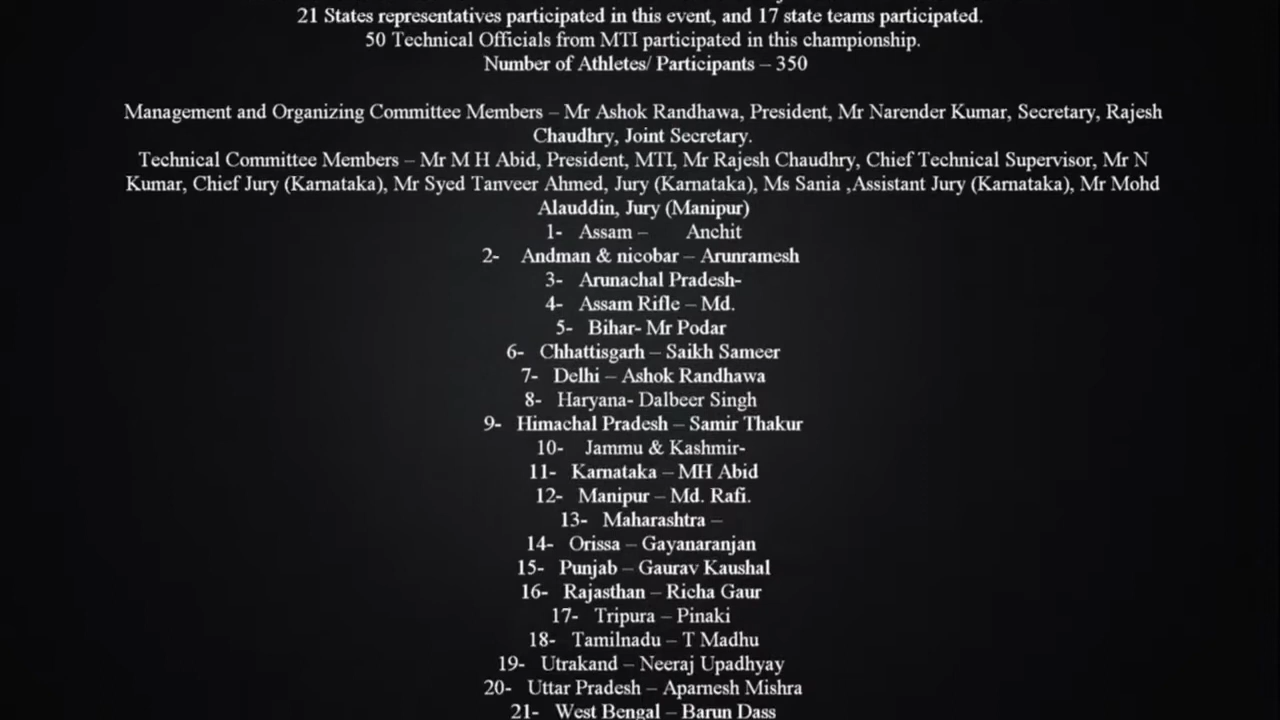 21 States representatives participated in this event, and 17 state teams participated.
50 Technical Officials from MTI participated in this championship.
Number of Athletes/ Participants – 350
Management and Organizing Committee Members – Mr Ashok Randhawa, President, Mr Narender Kumar, Secretary, Rajesh
Chaudhry, Joint Secretary.
Technical Committee Members – Mr M H Abid, President, MTI, Mr Rajesh Chaudhry, Chief Technical Supervisor, Mr N
Kumar, Chief Jury (Karnataka), Mr Syed Tanveer Ahmed, Jury (Karnataka), Ms Sania ,Assistant Jury (Karnataka), Mr Mohd
Alauddin, Jury (Manipur)
1- Assam – Anchit
2- Andman & nicobar – Arunramesh
3- Arunachal Pradesh-
4- Assam Rifle – Md.
5- Bihar- Mr Podar
6- Chhattisgarh – Saikh Sameer
7- Delhi – Ashok Randhawa
8- Haryana- Dalbeer Singh
9- Himachal Pradesh – Samir Thakur
10- Jammu & Kashmir-
11- Karnataka – MH Abid
12- Manipur – Md. Rafi.
13- Maharashtra –
14- Orissa – Gayanaranjan
15- Punjab – Gaurav Kaushal
16- Rajasthan – Richa Gaur
17- Tripura – Pinaki
18- Tamilnadu – T Madhu
19- Utrakand – Neeraj Upadhyay
20- Uttar Pradesh – Aparnesh Mishra
21- West Bengal – Barun Dass